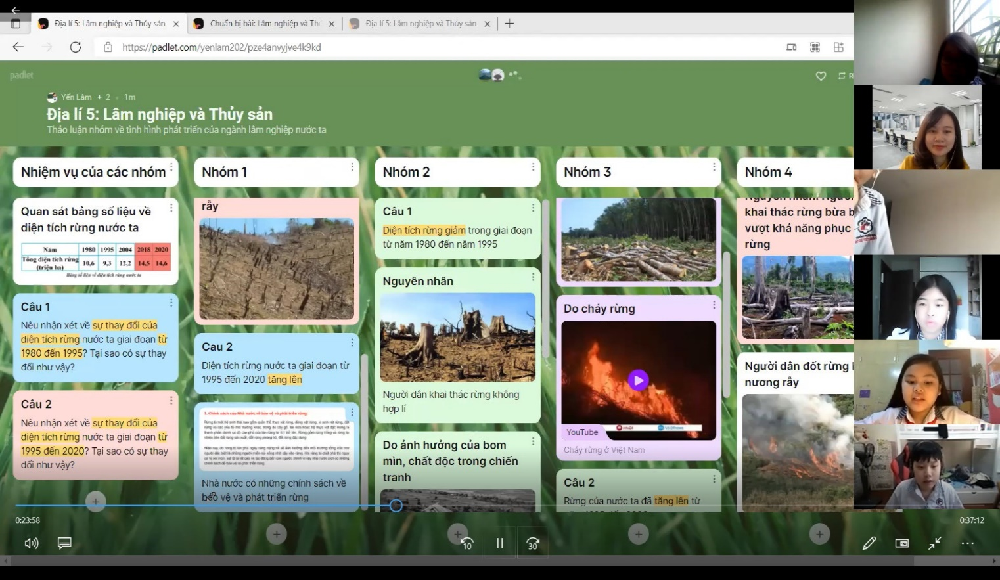 Địa lí 5: Lâm nghiệp và Thủy sản
Chuẩn bị bài: Lâm nghiệp và Th
Địa lí 5: Lâm nghiệp và Thủy sản
https://padlet.com/yenlam202/pze4anvyjve4k9kd
padlet
Yến Lâm + 2 • 1m
Địa lí 5: Lâm nghiệp và Thủy sản
Thảo luận nhóm về tình hình phát triển của ngành lâm nghiệp nước ta
Nhiệm vụ của các nhóm
Quan sát bảng số liệu về
diện tích rừng nước ta
Năm 1980 1995 2004 2018 2020
Tổng diện tích rừng
(triệu ha) 10,6 9,3 12,2 14,5 14,6
Bảng số liệu về diện tích rừng nước ta
Câu 1
Nêu nhận xét về sự thay đổi của
diện tích rừng nước ta giai đoạn từ
1980 đến 1995? Tại sao có sự thay
đổi như vậy?
Câu 2
Nêu nhận xét về sự thay đổi của
diện tích rừng nước ta giai đoạn từ
1995 đến 2020? Tại sao có sự thay
đổi như vậy?
Nhóm 1
rẫy
Cau 2
Diện tích rừng nước ta giai đoạn từ
1995 đến 2020 tăng lên
3. Chính sách của Nhà nước về bảo vệ và phát triển rừng:
Nhà nước có những chính sách về
bảo vệ và phát triển rừng
Nhóm 2
Câu 1
Diện tích rừng giảm trong giai đoạn
từ năm 1980 đến năm 1995
Nguyên nhân
Người dân khai thác rừng không
hợp lí
Do ảnh hưởng của bom
mìn, chất độc trong chiến
tranh
Nhóm 3
Do cháy rừng
YouTube
Cháy rừng ở Việt Nam
Câu 2
Rừng của nước ta đã tăng lên từ
Nhóm 4
khai thác rừng bừa b
vượt khả năng phục
rừng
Người dân đốt rừng
nương rẫy
0:23:58
0:37:12
10
30